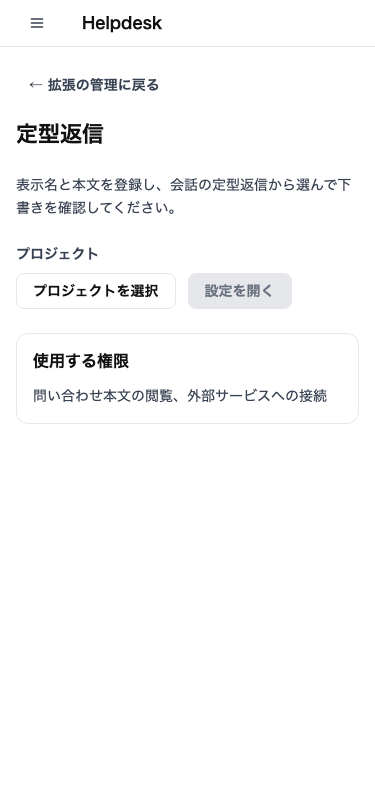 Helpdesk
← 拡張の管理に戻る
定型返信
表示名と本文を登録し、会話の定型返信から選んで下
書きを確認してください。
プロジェクト
プロジェクトを選択
設定を開く
使用する権限
問い合わせ本文の閲覧、外部サービスへの接続